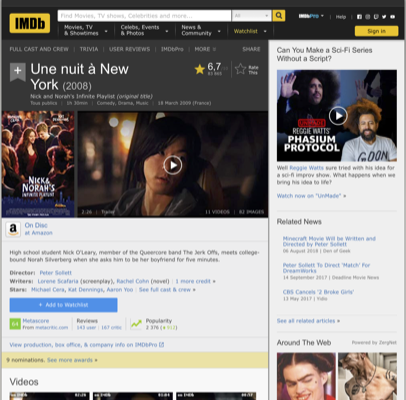 IMDb
Find Movies, TV shows, Celebrities and more...
All
IMDbPro
Help
Movies, TV & Showtimes
Celebs, Events & Photos
News & Community
Watchlist
Sign in
FULL CAST AND CREW | TRIVIA | USER REVIEWS | IMDbPro | MORE
SHARE
Une nuit à New York (2008)
Nick and Norah's Infinite Playlist (original title)
Tous publics | 1h 30min | Comedy, Drama, Music | 18 March 2009 (France)
6,7
Rate This
NICK & NORAH'S INFINITE PLAYLIST
2:26 | Trailer
11 VIDEOS | 82 IMAGES
On Disc
at Amazon
High school student Nick O'Leary, member of the Queercore band The Jerk Offs, meets college-
bound Norah Silverberg when she asks him to be her boyfriend for five minutes.
Director: Peter Sollett
Writers: Lorene Scafaria (screenplay), Rachel Cohn (novel) | 1 more credit »
Stars: Michael Cera, Kat Dennings, Aaron Yoo | See full cast & crew »
+ Add to Watchlist
Metascore
From metacritic.com
Reviews
143 user | 167 critic
Popularity
View production, box office, & company info on IMDbPro
9 nominations. See more awards »
Videos
Can You Make a Sci-Fi Series
Without a Script?
REGGIE WATTS'
PHASIUM
PROTOCOL
Well Reggie Watts sure tried with his idea for
a sci-fi improv show. What happens when we
bring his idea to life?
Watch now on "UnMade" »
Related News
Minecraft Movie Will be Written and
Directed by Peter Sollett
06 August 2018 | Den of Geek
Peter Sollett To Direct 'Match' For
DreamWorks
14 September 2017 | Deadline Movie News
CBS Cancels '2 Broke Girls'
13 May 2017 | Vidio
See all related articles »
Around The Web | Powered by ZergNet